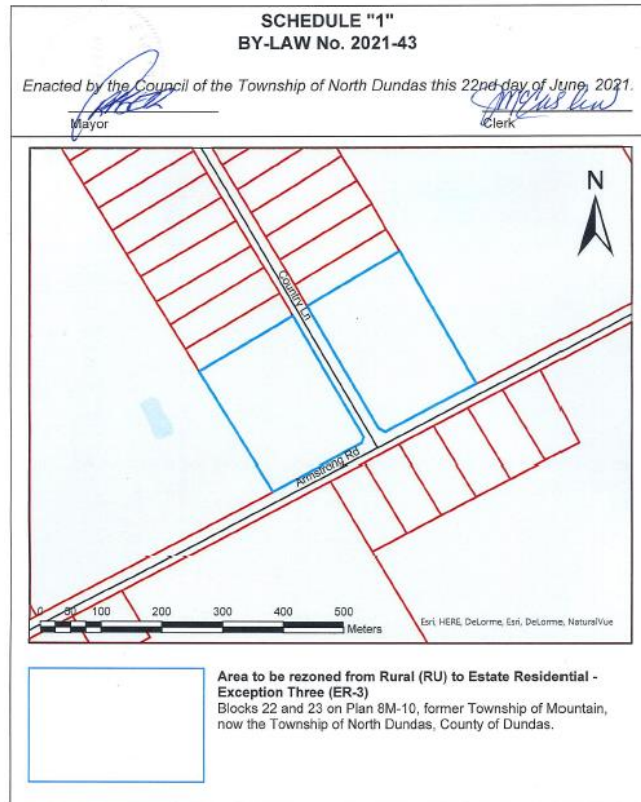 SCHEDULE "1"
BY-LAW No. 2021-43
Enacted by the Council of the Township of North Dundas this 22nd day of June, 2021.
Mayor
Clerk
N
Country Ln
Armstrong Rd
0 50 100 200 300 400 500
Meters
Esri, HERE, DeLorme, Esri, DeLorme, NaturalVue
Area to be rezoned from Rural (RU) to Estate Residential -
Exception Three (ER-3)
Blocks 22 and 23 on Plan 8M-10, former Township of Mountain,
now the Township of North Dundas, County of Dundas.